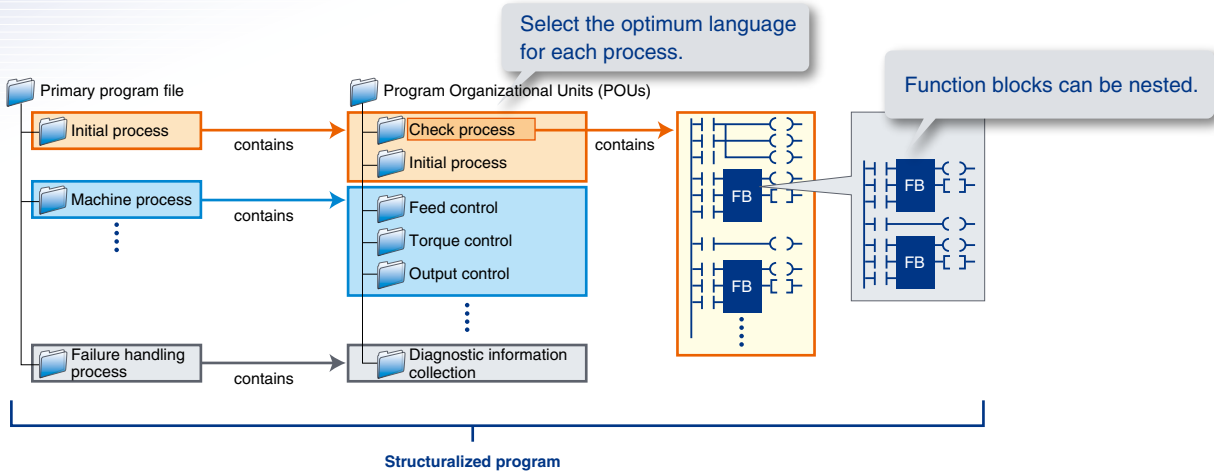 Select the optimum language
for each process.
Function blocks can be nested.
Primary program file
Program Organizational Units (POUs)
Initial process
contains
Check process
contains
Initial process
Machine process
contains
Feed control
Torque control
Output control
Failure handling
process
contains
Diagnostic information
collection
FB
FB
FB
FB
Structuralized program